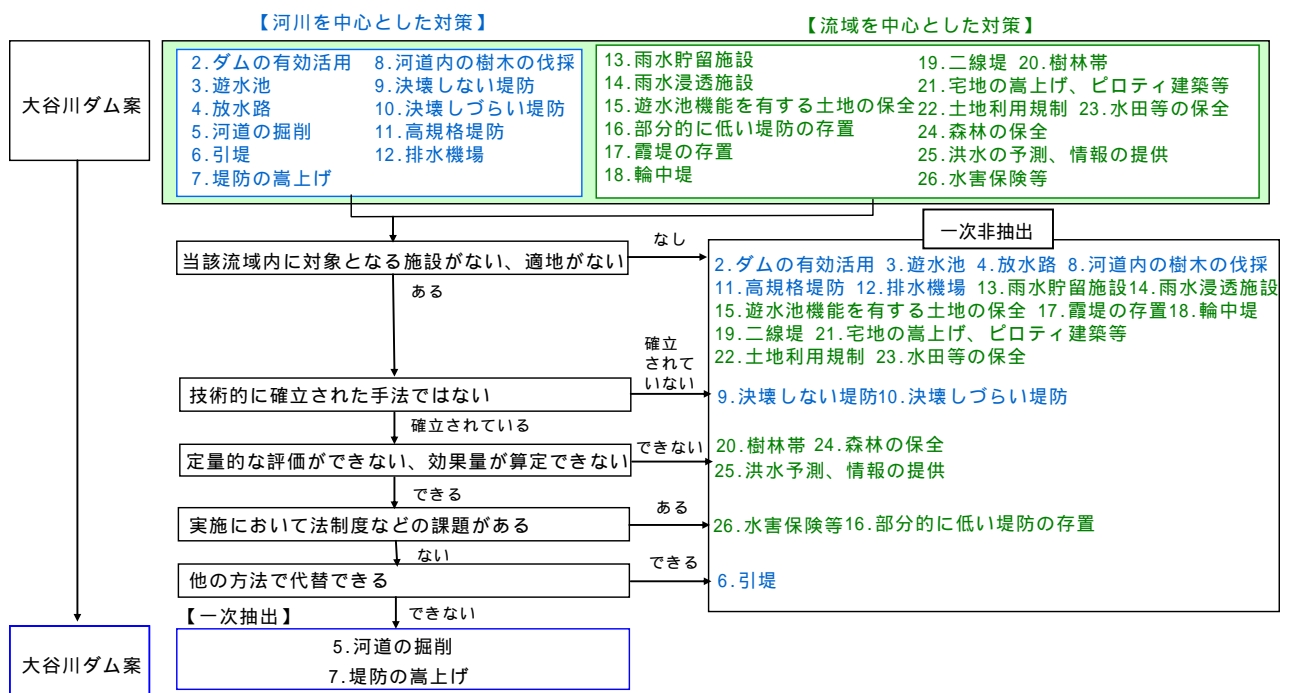 【河川を中心とした対策】
【流域を中心とした対策】
大谷川ダム案
2.ダムの有効活用 8.河道内の樹木の伐採
3.遊水池 9.決壊しない堤防
4.放水路 10.決壊しづらい堤防
5.河道の掘削 11.高規格堤防
6.引堤 12.排水機場
7.堤防の嵩上げ
13.雨水貯留施設
14.雨水浸透施設
15.遊水池機能を有する土地の保全
16.部分的に低い堤防の存置
17.霞堤の存置
18.輪中堤
19.二線堤 20.樹林帯
21.宅地の嵩上げ、ピロティ建築等
22.土地利用規制 23.水田等の保全
24.森林の保全
25.洪水の予測、情報の提供
26.水害保険等
一次非抽出
当該流域内に対象となる施設がない、適地がない
なし
ある
2.ダムの有効活用 3.遊水池 4.放水路 8.河道内の樹木の伐採
11.高規格堤防 12.排水機場 13.雨水貯留施設14.雨水浸透施設
15.遊水池機能を有する土地の保全 17.霞堤の存置18.輪中堤
19.二線堤 21.宅地の嵩上げ、ピロティ建築等
22.土地利用規制 23.水田等の保全
技術的に確立された手法ではない
確立
されて
いない
確立されている
9.決壊しない堤防10.決壊しづらい堤防
定量的な評価ができない、効果量が算定できない
できない
できる
20.樹林帯 24.森林の保全
25.洪水予測、情報の提供
実施において法制度などの課題がある
ある
ない
26.水害保険等16.部分的に低い堤防の存置
他の方法で代替できる
できる
できない
6.引堤
【一次抽出】
大谷川ダム案
5.河道の掘削
7.堤防の嵩上げ